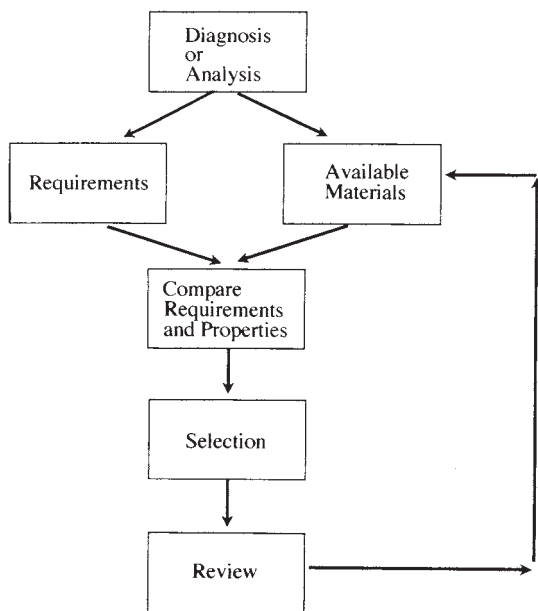 Diagnosis
or
Analysis
Requirements
Available
Materials
Compare
Requirements
and Properties
Selection
Review